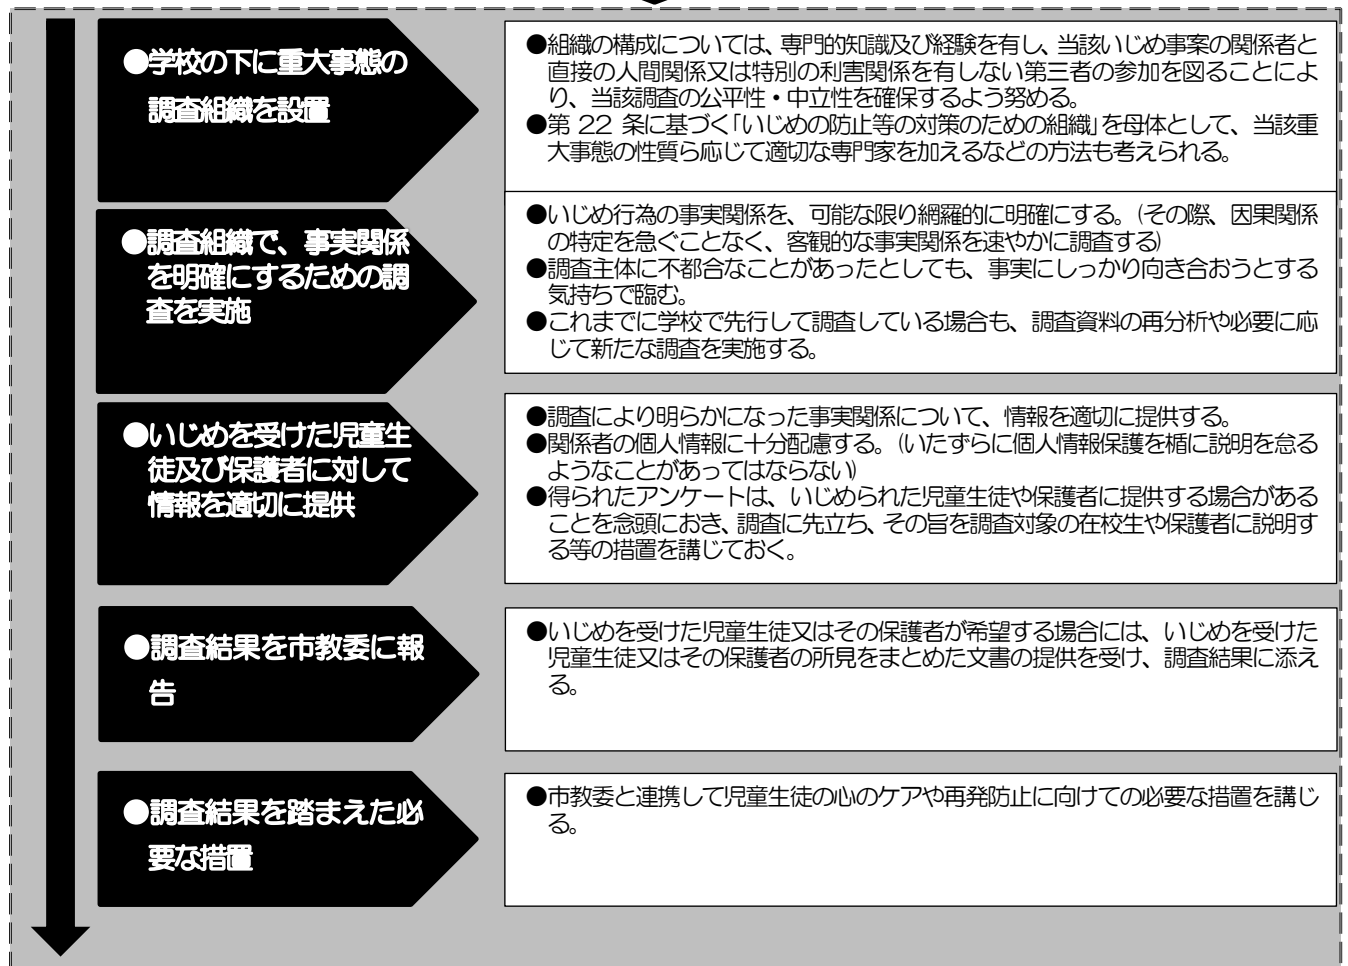 ●学校の下に重大事態の
調査組織を設置
●組織の構成については、専門的知識及び経験を有し、当該いじめ事案の関係者と
直接の人間関係又は特別の利害関係を有しない第三者の参加を図ることによ
り、当該調査の公平性・中立性を確保するよう努める。
●第 22 条に基づく「いじめの防止等の対策のための組織」を母体として、当該重
大事態の性質ら応じて適切な専門家を加えるなどの方法も考えられる。
●調査組織で、事実関係
を明確にするための調
査を実施
●いじめ行為の事実関係を、可能な限り網羅的に明確にする。(その際、因果関係
の特定を急ぐことなく、客観的な事実関係を速やかに調査する)
●調査主体に不都合なことがあったとしても、事実にしっかり向き合おうとする
気持ちで臨む。
●これまでに学校で先行して調査している場合も、調査資料の再分析や必要に応
じて新たな調査を実施する。
●いじめを受けた児童生
徒及び保護者に対して
情報を適切に提供
●調査により明らかになった事実関係について、情報を適切に提供する。
●関係者の個人情報に十分配慮する。(いたずらに個人情報保護を楯に説明を怠る
ようなことがあってはならない)
●得られたアンケートは、いじめられた児童生徒や保護者に提供する場合がある
ことを念頭におき、調査に先立ち、その旨を調査対象の在校生や保護者に説明す
る等の措置を講じておく。
●調査結果を市教委に報
告
●いじめを受けた児童生徒又はその保護者が希望する場合には、いじめを受けた
児童生徒又はその保護者の所見をまとめた文書の提供を受け、調査結果に添え
る。
●調査結果を踏まえた必
要な措置
●市教委と連携して児童生徒の心のケアや再発防止に向けての必要な措置を講じ
る。